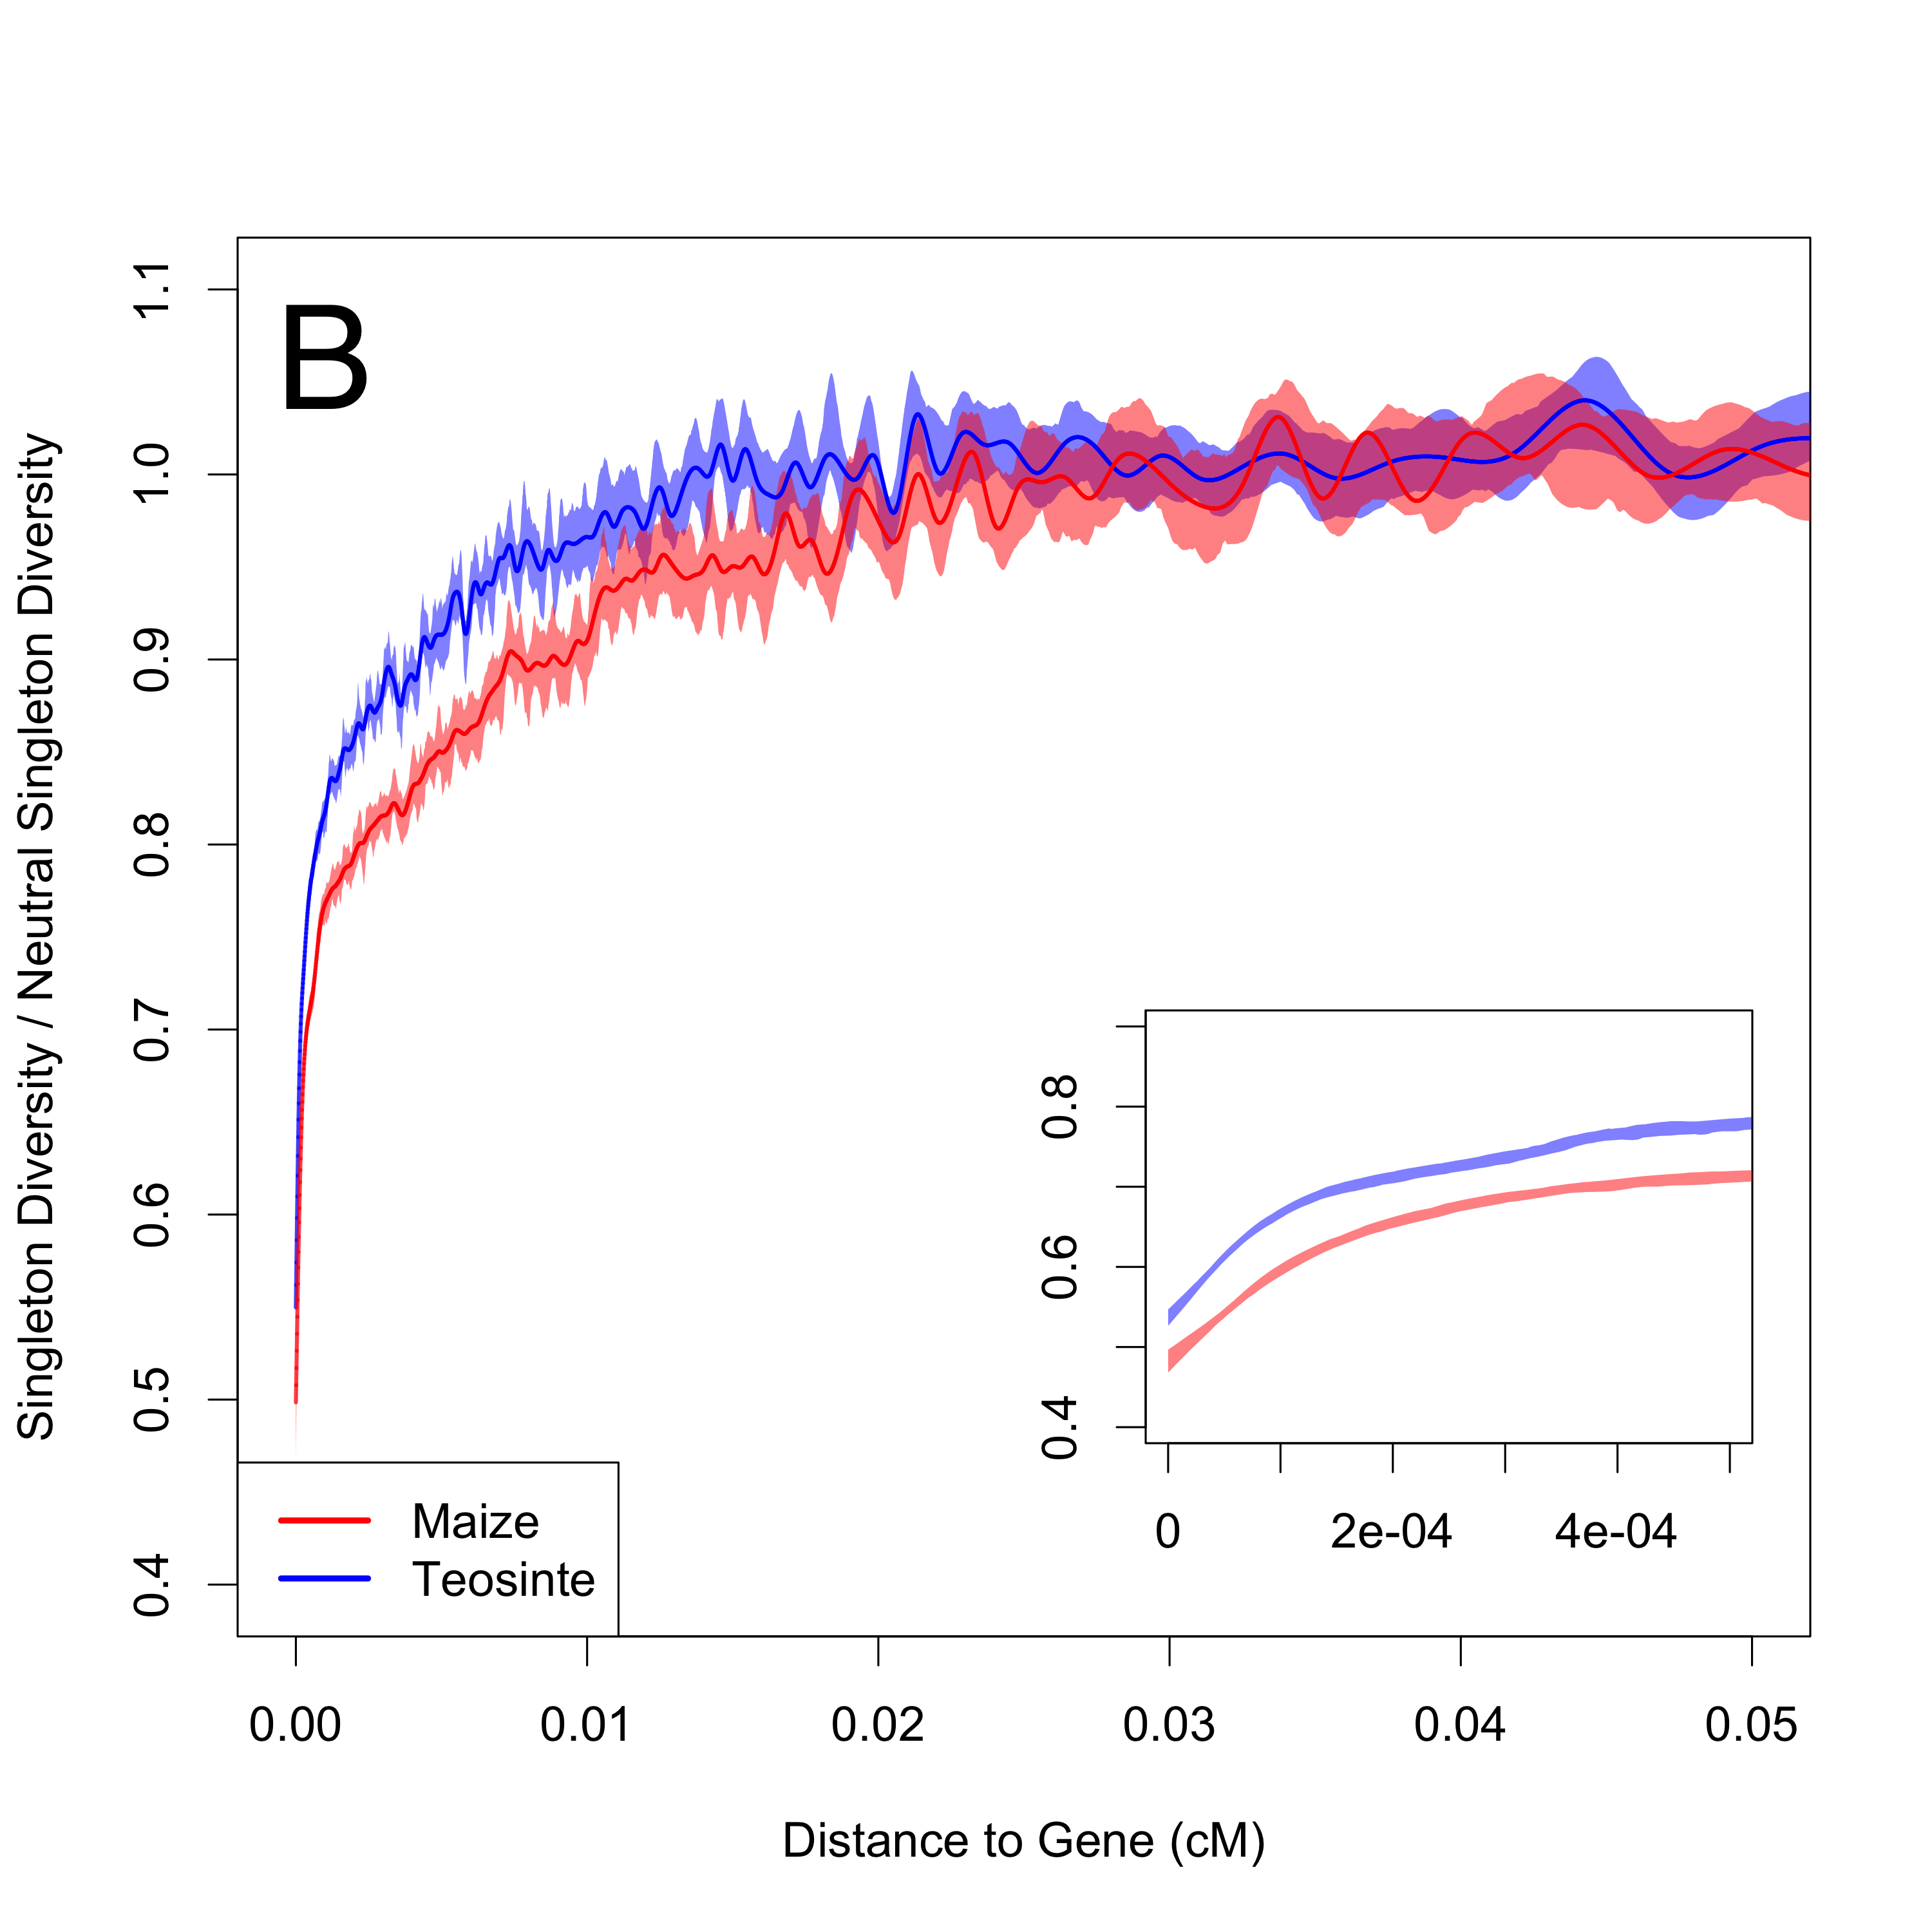 B
Singleton Diversity / Neutral Singleton Diversity
1.1
1.0
0.9
0.8
0.7
0.6
0.5
0.4
0.8
0.6
0.4
0 2e-04 4e-04
Maize
Teosinte
0.00 0.01 0.02 0.03 0.04 0.05
Distance to Gene (cM)